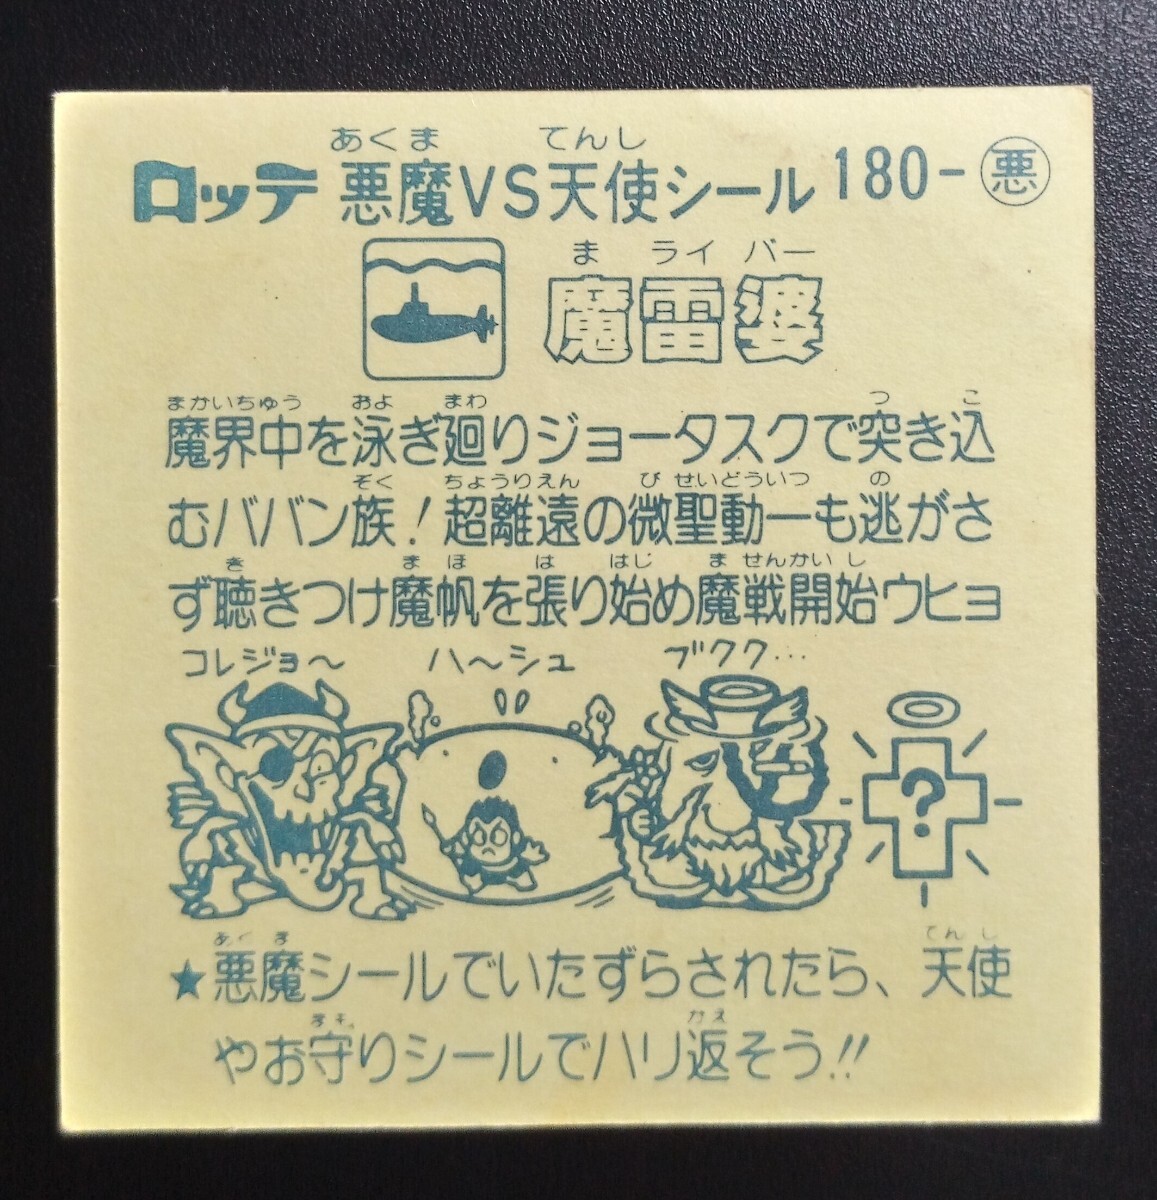 あくま てんし
ロッテ 悪魔VS天使シール 180-悪
ま ライ バー
魔雷婆
まかいちゅう およ まわ つ こ
魔界中を泳ぎ廻りジョータスクで突き込
ぞく ちょうりえん び せいどういつ の
むババン族!超離遠の微聖動一も逃がさ
き ま ほ は はじ ま せんかいし
ず聴きつけ魔帆を張り始め魔戦開始ウヒョ
コレジョ〜 ハ〜シュ ブクク…
?
あくま てんし
★悪魔シールでいたずらされたら、天使
まも かえ
やお守りシールでハリ返そう!!